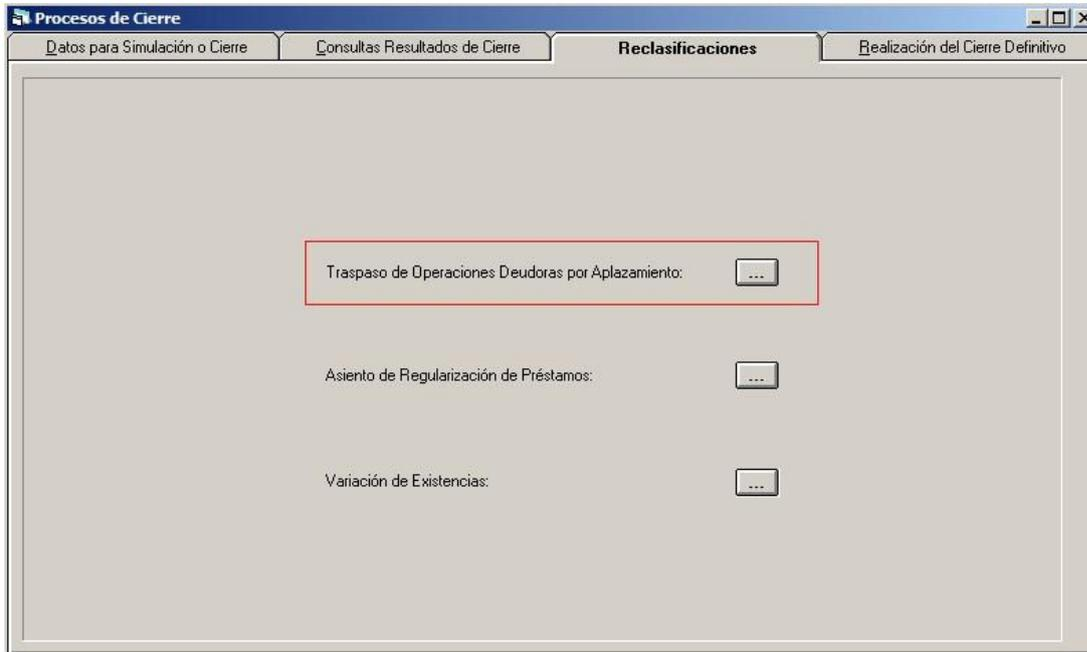 Procesos de Cierre
Datos para Simulación o Cierre
Consultas Resultados de Cierre
Reclasificaciones
Realización del Cierre Definitivo
Traspaso de Operaciones Deudoras por Aplazamiento:
...
Asiento de Regularización de Préstamos:
...
Variación de Existencias:
...